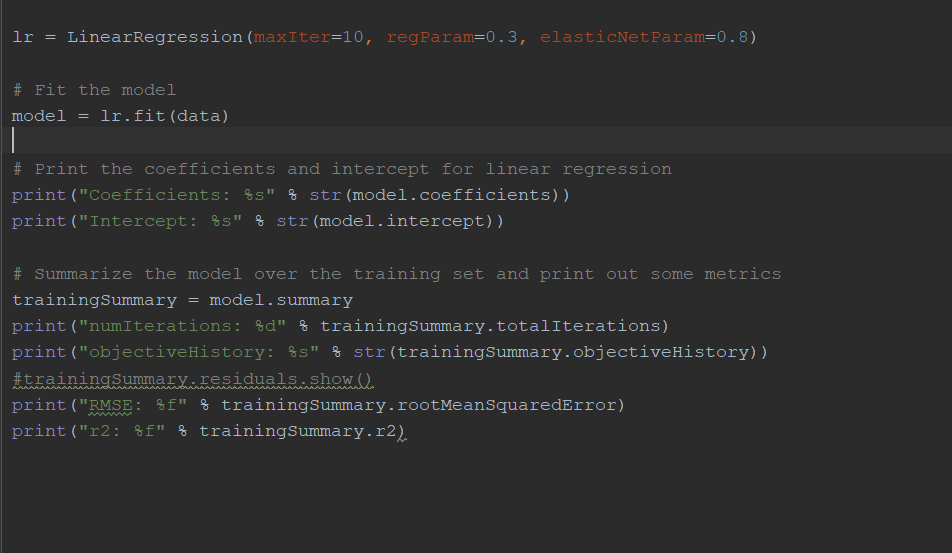 lr = LinearRegression(maxIter=10, regParam=0.3, elasticNetParam=0.8)
# Fit the model
model = lr.fit(data)
# Print the coefficients and intercept for linear regression
print("Coefficients: %s" % str(model.coefficients))
print("Intercept: %s" % str(model.intercept))
# Summarize the model over the training set and print out some metrics
trainingSummary = model.summary
print("numIterations: %d" % trainingSummary.totalIterations)
print("objectiveHistory: %s" % str(trainingSummary.objectiveHistory))
#trainingSummary.residuals.show()
print("RMSE: %f" % trainingSummary.rootMeanSquaredError)
print("r2: %f" % trainingSummary.r2)